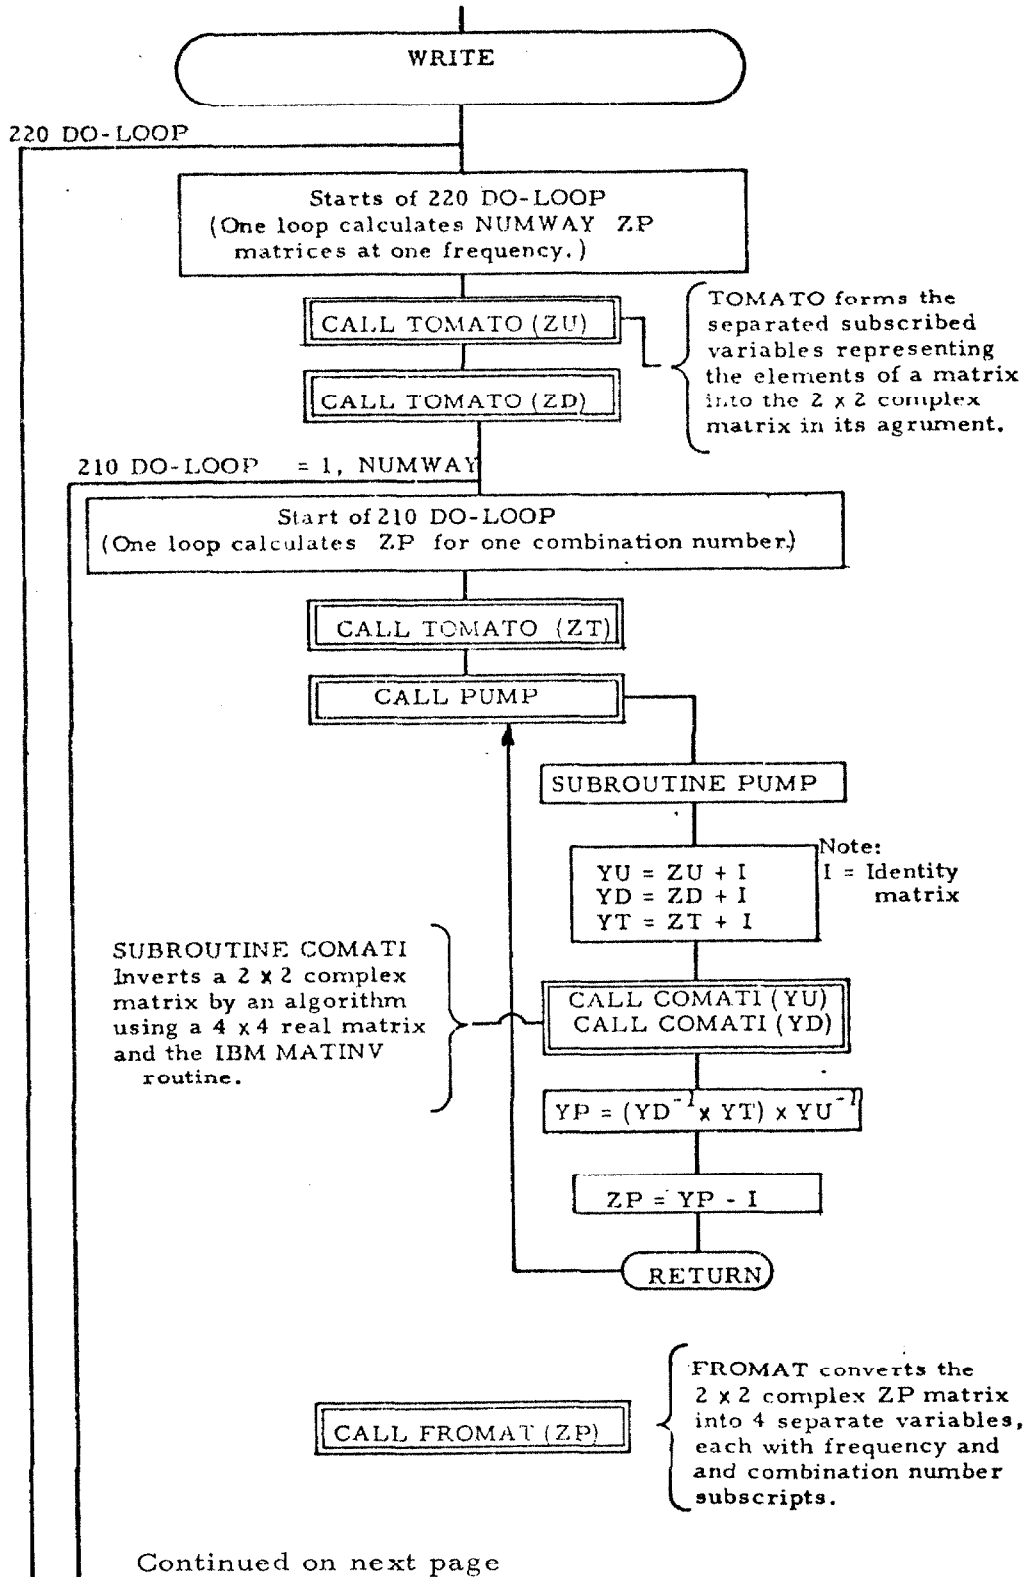 WRITE
220 DO-LOOP
Starts of 220 DO-LOOP
(One loop calculates NUMWAY ZP
matrices at one frequency.)
CALL TOMATO (ZU)
TOMATO forms the
separated subscribed
variables representing
the elements of a matrix
into the 2 x 2 complex
matrix in its agrument.
CALL TOMATO (ZD)
210 DO-LOOP = 1, NUMWAY
Start of 210 DO-LOOP
(One loop calculates ZP for one combination number.)
CALL TOMATO (ZT)
CALL PUMP
SUBROUTINE PUMP
YU = ZU + I
YD = ZD + I
YT = ZT + I
Note:
I = Identity
matrix
SUBROUTINE COMATI
Inverts a 2 x 2 complex
matrix by an algorithm
using a 4 x 4 real matrix
and the IBM MATINV
routine.
CALL COMATI (YU)
CALL COMATI (YD)
YP = (YD⁻¹ x YT) x YU⁻¹
ZP = YP - I
RETURN
CALL FROMAT (ZP)
FROMAT converts the
2 x 2 complex ZP matrix
into 4 separate variables,
each with frequency and
and combination number
subscripts.
Continued on next page